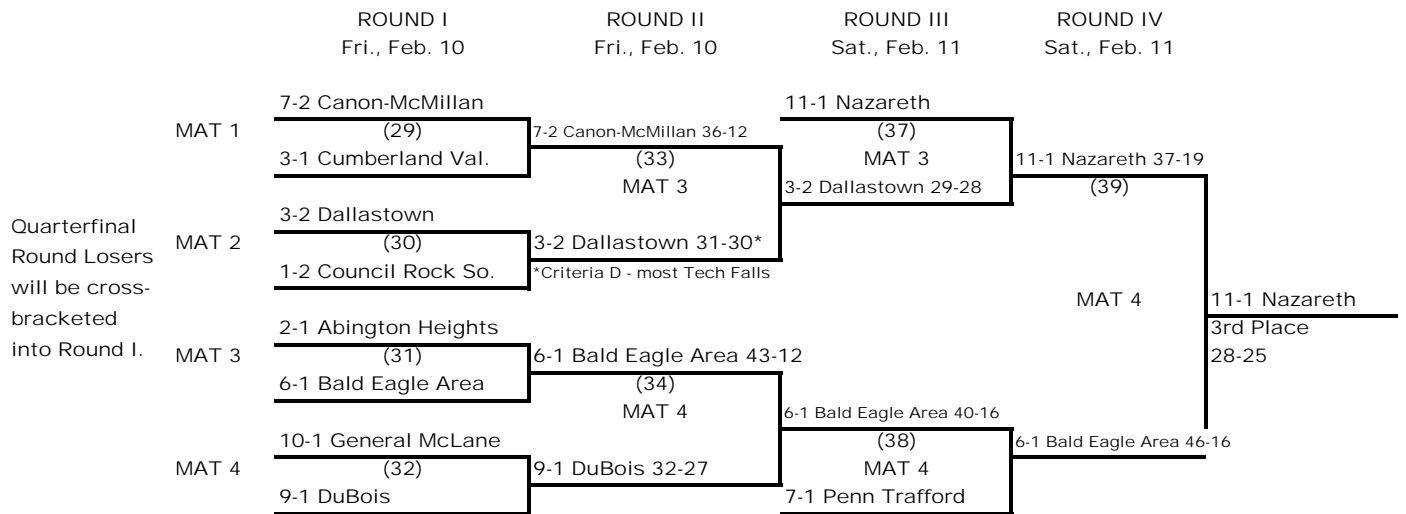 ROUND I ROUND II ROUND III ROUND IV
Fri., Feb. 10 Fri., Feb. 10 Sat., Feb. 11 Sat., Feb. 11
7-2 Canon-McMillan 11-1 Nazareth
MAT 1 (29) 7-2 Canon-McMillan 36-12 (37)
3-1 Cumberland Val. (33) MAT 3 11-1 Nazareth 37-19
MAT 3 3-2 Dallastown 29-28 (39)
3-2 Dallastown
Quarterfinal
MAT 2 (30) 3-2 Dallastown 31-30*
Round Losers
1-2 Council Rock So. *Criteria D - most Tech Falls
will be cross-
MAT 4 11-1 Nazareth
bracketed
2-1 Abington Heights 3rd Place
into Round I.
MAT 3 (31) 6-1 Bald Eagle Area 43-12 28-25
6-1 Bald Eagle Area (34)
MAT 4 6-1 Bald Eagle Area 40-16
10-1 General McLane (38) 6-1 Bald Eagle Area 46-16
MAT 4 (32) 9-1 DuBois 32-27 MAT 4
9-1 DuBois 7-1 Penn Trafford